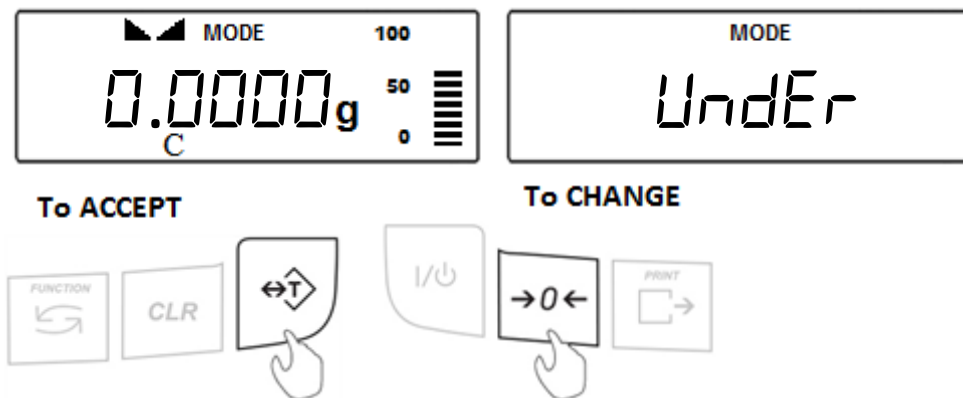 MODE
100
0.0000g
50
C
0
MODE
UndEr
To ACCEPT
To CHANGE
FUNCTION
CLR
↔T
I/⏻
→0←
PRINT